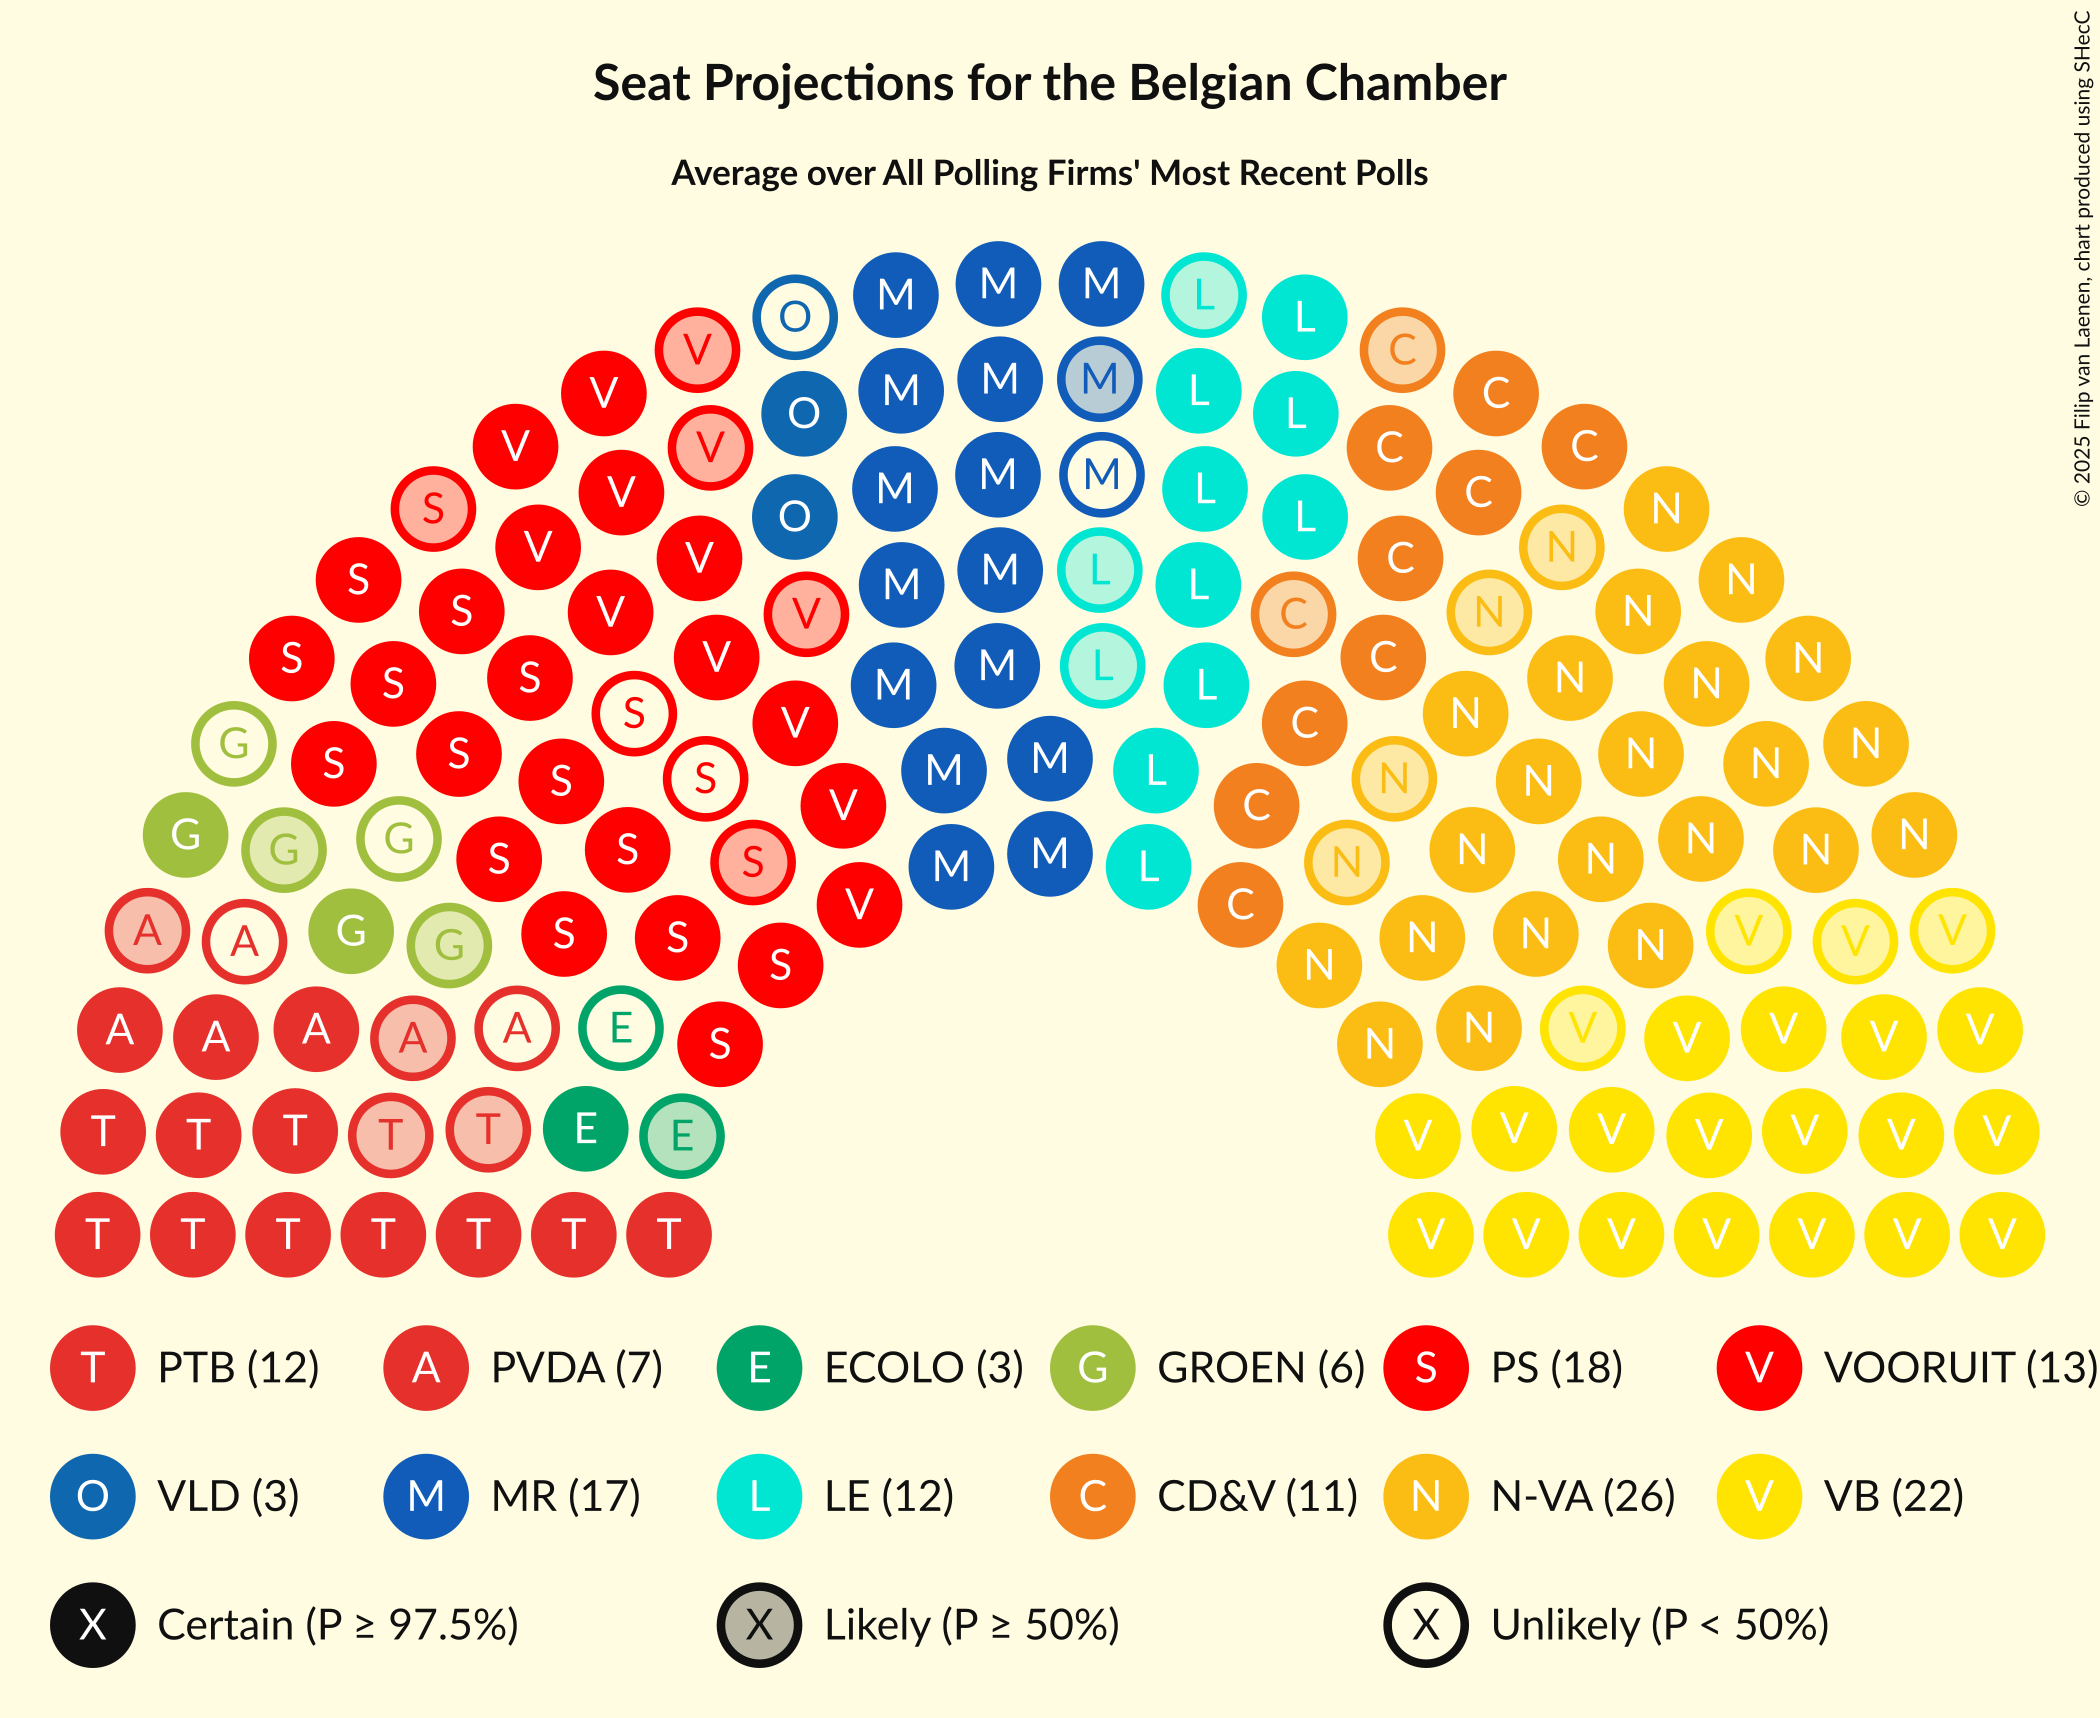 Seat Projections for the Belgian Chamber
Average over All Polling Firms' Most Recent Polls
© 2025 Filip van Laenen, chart produced using SHecC
O M M M L L
V O M M M L L C
V V O M M M L L C C
V V V V M M L L C C C
S V V V V M M L L C C N N
S S V S V M M L C C N N N N
S S S S S V M M L C N N N N N
G S S S S S V M M L C N N N N N N
G G G S S S S V C N N N N N N N
A A G G S S S S N N N N V V V
A A A A A E S N N V V V V V
T T T T T E E V V V V V V V
T T T T T T T V V V V V V V
T PTB (12) A PVDA (7) E ECOLO (3) G GROEN (6) S PS (18) V VOORUIT (13)
O VLD (3) M MR (17) L LE (12) C CD&V (11) N N-VA (26) V VB (22)
X Certain (P ≥ 97.5%) X Likely (P ≥ 50%) X Unlikely (P < 50%)